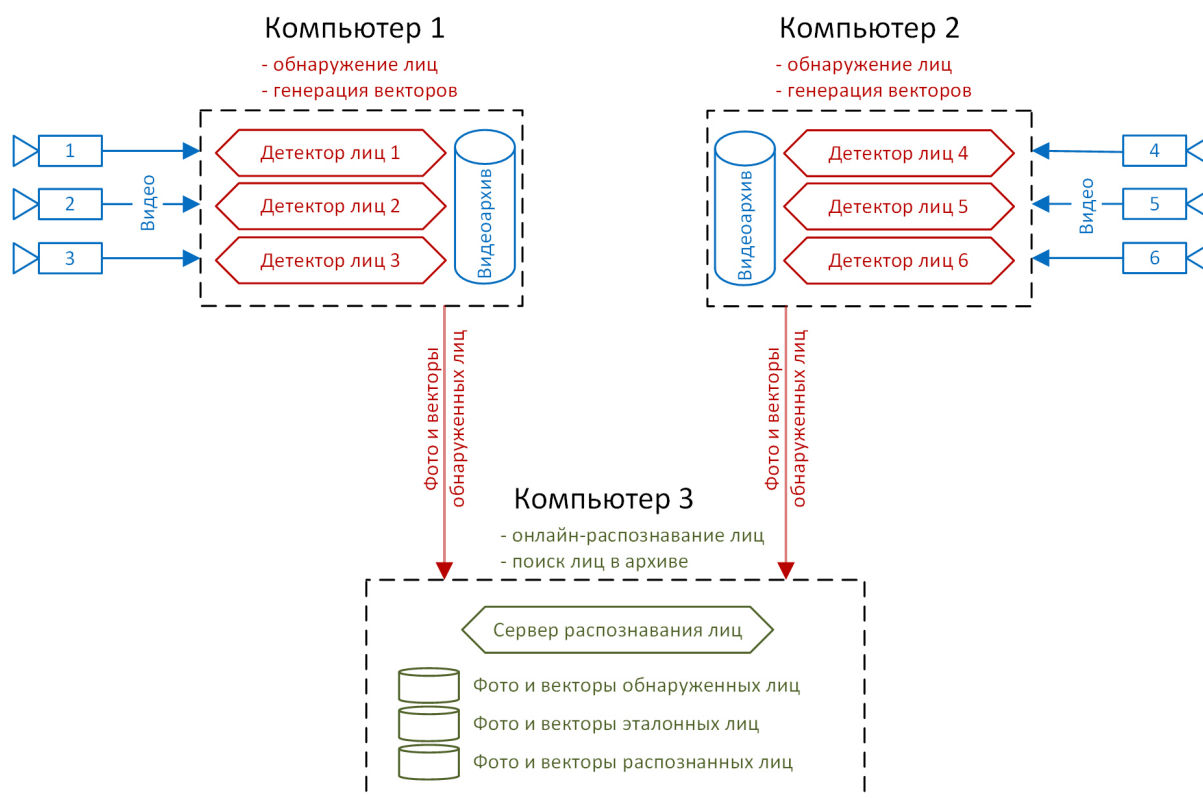 Компьютер 1
- обнаружение лиц
- генерация векторов
1
2
3
Видео
Детектор лиц 1
Детектор лиц 2
Детектор лиц 3
Видеоархив
Компьютер 2
- обнаружение лиц
- генерация векторов
Видеоархив
Детектор лиц 4
Детектор лиц 5
Детектор лиц 6
Видео
4
5
6
Фото и векторы
обнаруженных лиц
Фото и векторы
обнаруженных лиц
Компьютер 3
- онлайн-распознавание лиц
- поиск лиц в архиве
Сервер распознавания лиц
Фото и векторы обнаруженных лиц
Фото и векторы эталонных лиц
Фото и векторы распознанных лиц